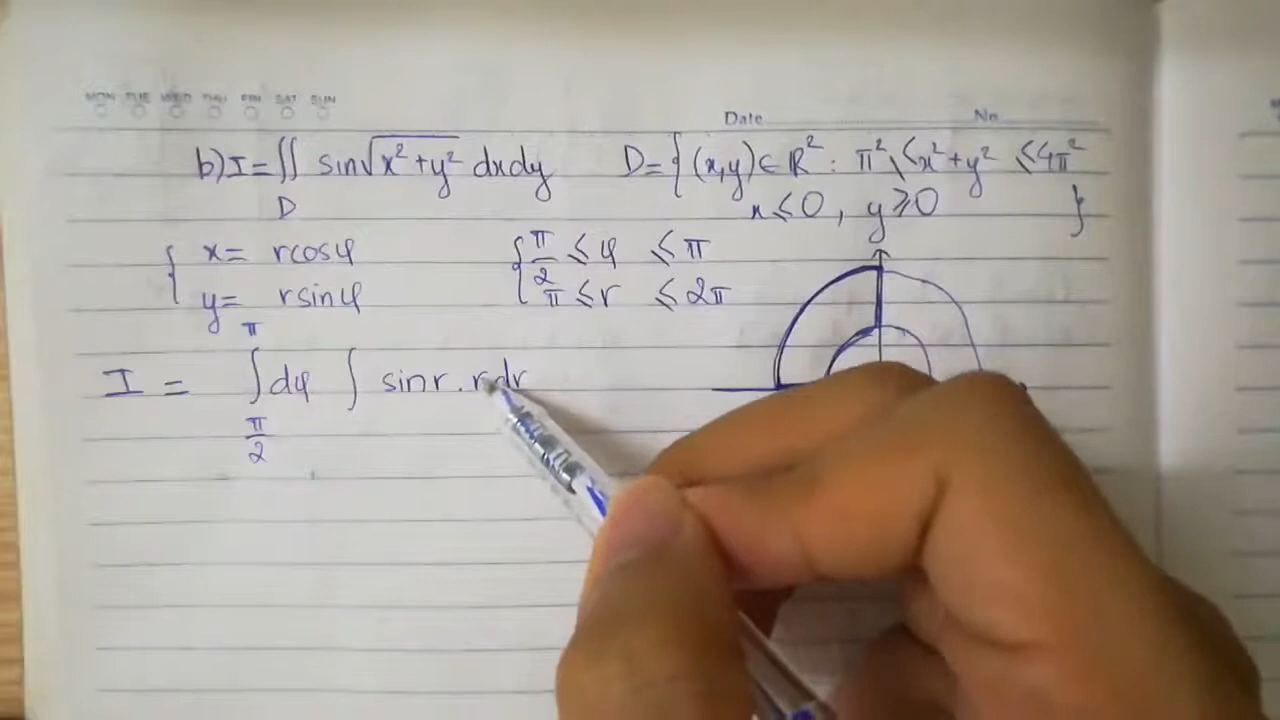 MON TUE WED THU FRI SAT SUN
Date No
b) I = ∬ sin√x² + y² dxdy D = { (x,y) ∈ ℝ² : π² ≤ x² + y² ≤ 4π²
D x ≤ 0 , y ≥ 0 }
{ x = rcosφ { π/2 ≤ φ ≤ π
y = rsinφ π ≤ r ≤ 2π
π
I = ∫ dφ ∫ sinr . rdr
π/2